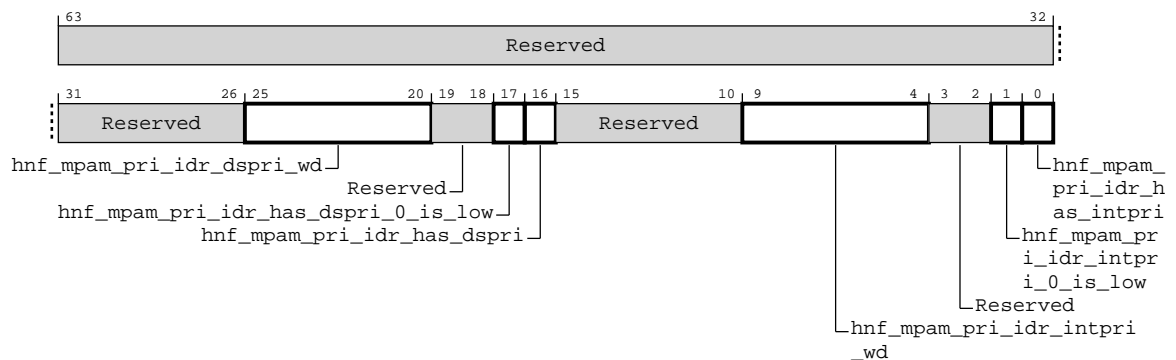 63 32
Reserved
31 26 25 20 19 18 17 16 15 10 9 4 3 2 1 0
Reserved Reserved
hnf_mpam_pri_idr_dspri_wd
Reserved
hnf_mpam_pri_idr_has_dspri_0_is_low
hnf_mpam_pri_idr_has_dspri
hnf_mpam_
pri_idr_h
as_intpri
hnf_mpam_pr
i_idr_intpr
i_0_is_low
Reserved
hnf_mpam_pri_idr_intpri
_wd